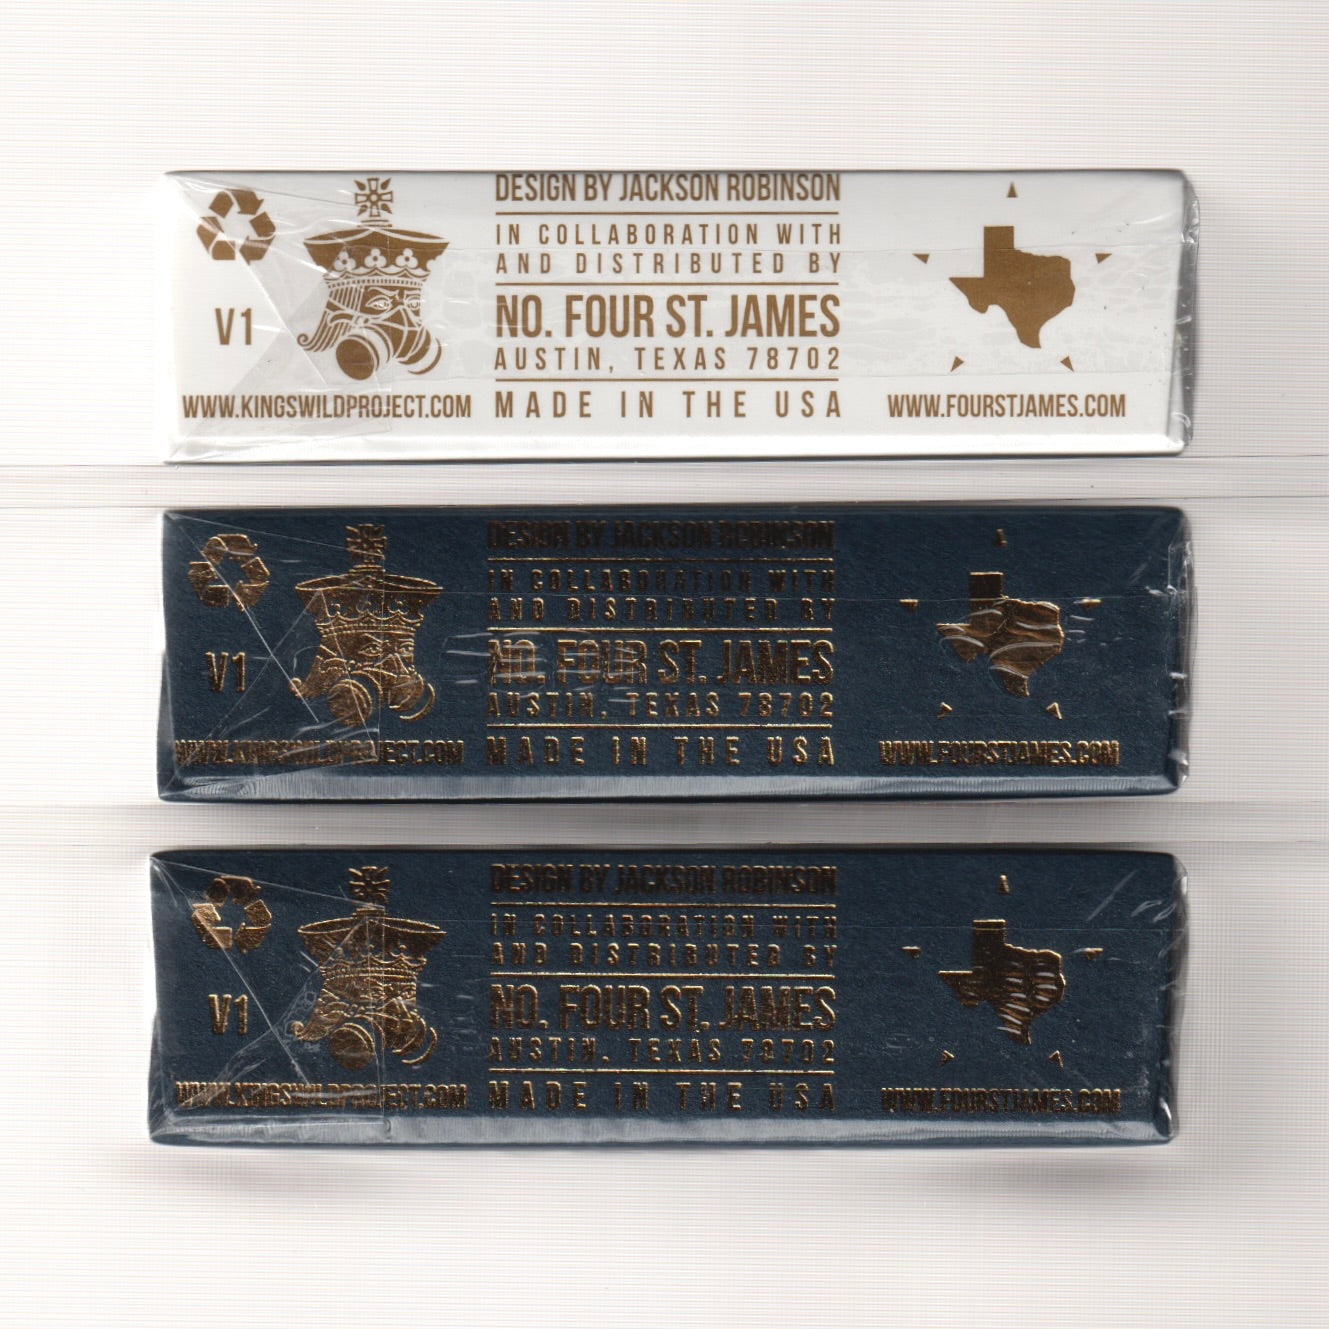 DESIGN BY JACKSON ROBINSON
IN COLLABORATION WITH
AND DISTRIBUTED BY
V1
NO. FOUR ST. JAMES
AUSTIN, TEXAS 78702
WWW.KINGSWILDPROJECT.COM
MADE IN THE USA
WWW.FOURSTJAMES.COM
DESIGN BY JACKSON ROBINSON
IN COLLABORATION WITH
AND DISTRIBUTED BY
V1
NO. FOUR ST. JAMES
AUSTIN, TEXAS 78702
WWW.KINGSWILDPROJECT.COM
MADE IN THE USA
WWW.FOURSTJAMES.COM
DESIGN BY JACKSON ROBINSON
IN COLLABORATION WITH
AND DISTRIBUTED BY
V1
NO. FOUR ST. JAMES
AUSTIN, TEXAS 78702
WWW.KINGSWILDPROJECT.COM
MADE IN THE USA
WWW.FOURSTJAMES.COM